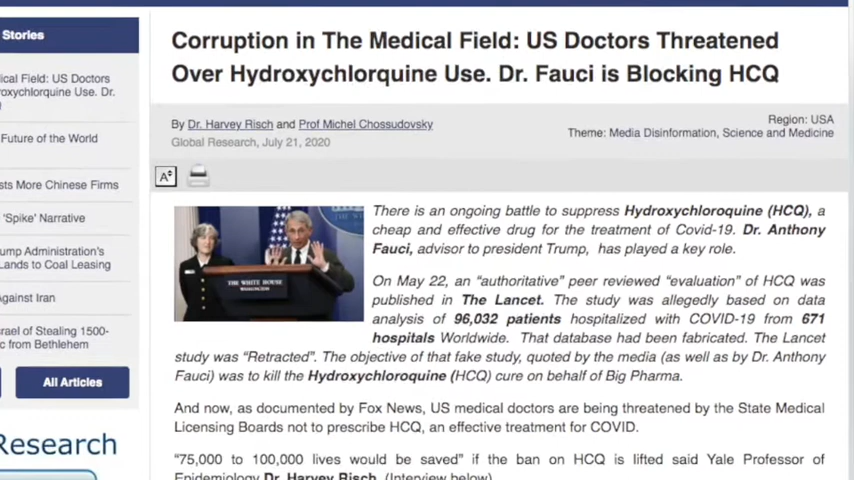 Stories
Corruption in The Medical Field: US Doctors Threatened
Over Hydroxychlorquine Use. Dr. Fauci is Blocking HCQ
ical Field: US Doctors
roxychlorquine Use. Dr.
By Dr. Harvey Risch and Prof Michel Chossudovsky
Global Research, July 21, 2020
Region: USA
Theme: Media Disinformation, Science and Medicine
Future of the World
sts More Chinese Firms
'Spike' Narrative
ump Administration's
Lands to Coal Leasing
Against Iran
srael of Stealing 1500-
c from Bethlehem
All Articles
Research
A
THE WHITE HOUSE
WASHINGTON
There is an ongoing battle to suppress Hydroxychloroquine (HCQ), a
cheap and effective drug for the treatment of Covid-19. Dr. Anthony
Fauci, advisor to president Trump, has played a key role.
On May 22, an “authoritative” peer reviewed “evaluation” of HCQ was
published in The Lancet. The study was allegedly based on data
analysis of 96,032 patients hospitalized with COVID-19 from 671
hospitals Worldwide. That database had been fabricated. The Lancet
study was “Retracted”. The objective of that fake study, quoted by the media (as well as by Dr. Anthony
Fauci) was to kill the Hydroxychloroquine (HCQ) cure on behalf of Big Pharma.
And now, as documented by Fox News, US medical doctors are being threatened by the State Medical
Licensing Boards not to prescribe HCQ, an effective treatment for COVID.
“75,000 to 100,000 lives would be saved” if the ban on HCQ is lifted said Yale Professor of
Epidemiology Dr. Harvey Risch. (Interview below)